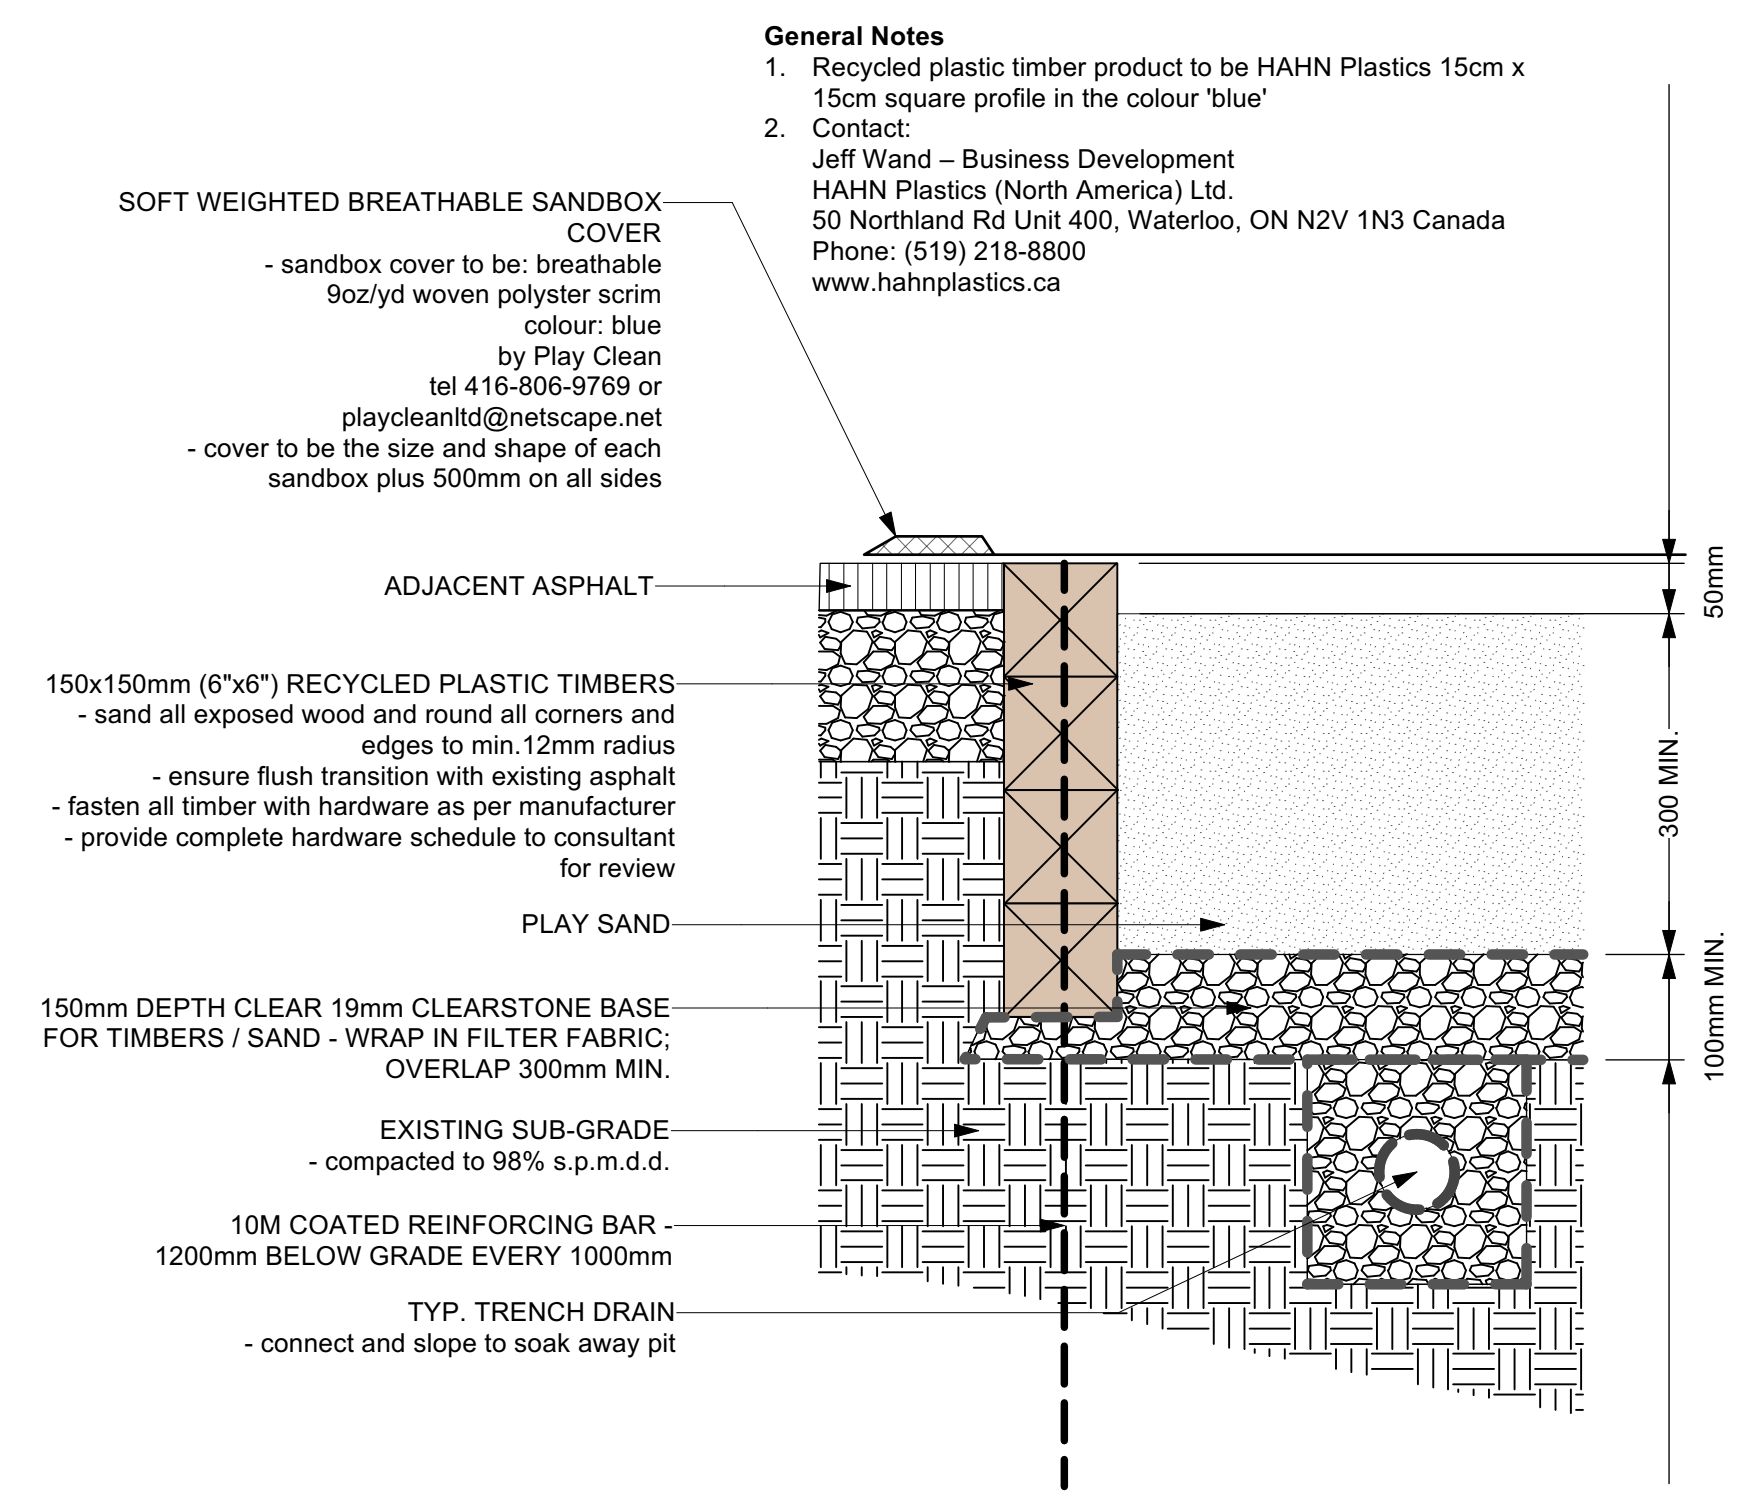 General Notes
1. Recycled plastic timber product to be HAHN Plastics 15cm x
15cm square profile in the colour 'blue'
2. Contact:
Jeff Wand – Business Development
HAHN Plastics (North America) Ltd.
50 Northland Rd Unit 400, Waterloo, ON N2V 1N3 Canada
Phone: (519) 218-8800
www.hahnplastics.ca
SOFT WEIGHTED BREATHABLE SANDBOX
COVER
- sandbox cover to be: breathable
9oz/yd woven polyster scrim
colour: blue
by Play Clean
tel 416-806-9769 or
playcleanltd@netscape.net
- cover to be the size and shape of each
sandbox plus 500mm on all sides
ADJACENT ASPHALT
150x150mm (6"x6") RECYCLED PLASTIC TIMBERS
- sand all exposed wood and round all corners and
edges to min.12mm radius
- ensure flush transition with existing asphalt
- fasten all timber with hardware as per manufacturer
- provide complete hardware schedule to consultant
for review
PLAY SAND
150mm DEPTH CLEAR 19mm CLEARSTONE BASE
FOR TIMBERS / SAND - WRAP IN FILTER FABRIC;
OVERLAP 300mm MIN.
EXISTING SUB-GRADE
- compacted to 98% s.p.m.d.d.
10M COATED REINFORCING BAR -
1200mm BELOW GRADE EVERY 1000mm
TYP. TRENCH DRAIN
- connect and slope to soak away pit
50mm
300 MIN.
100mm MIN.